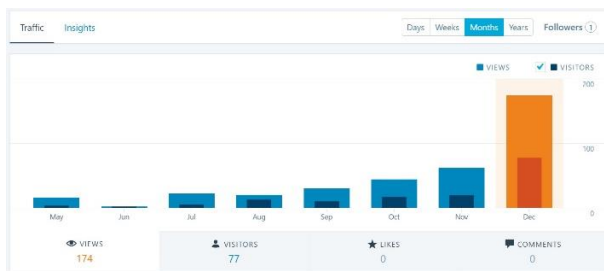 Traffic Insights Days Weeks Months Years Followers 1
VIEWS VISITORS
200
100
0
May Jun Jul Aug Sep Oct Nov Dec
VIEWS VISITORS LIKES COMMENTS
174 77 0 0